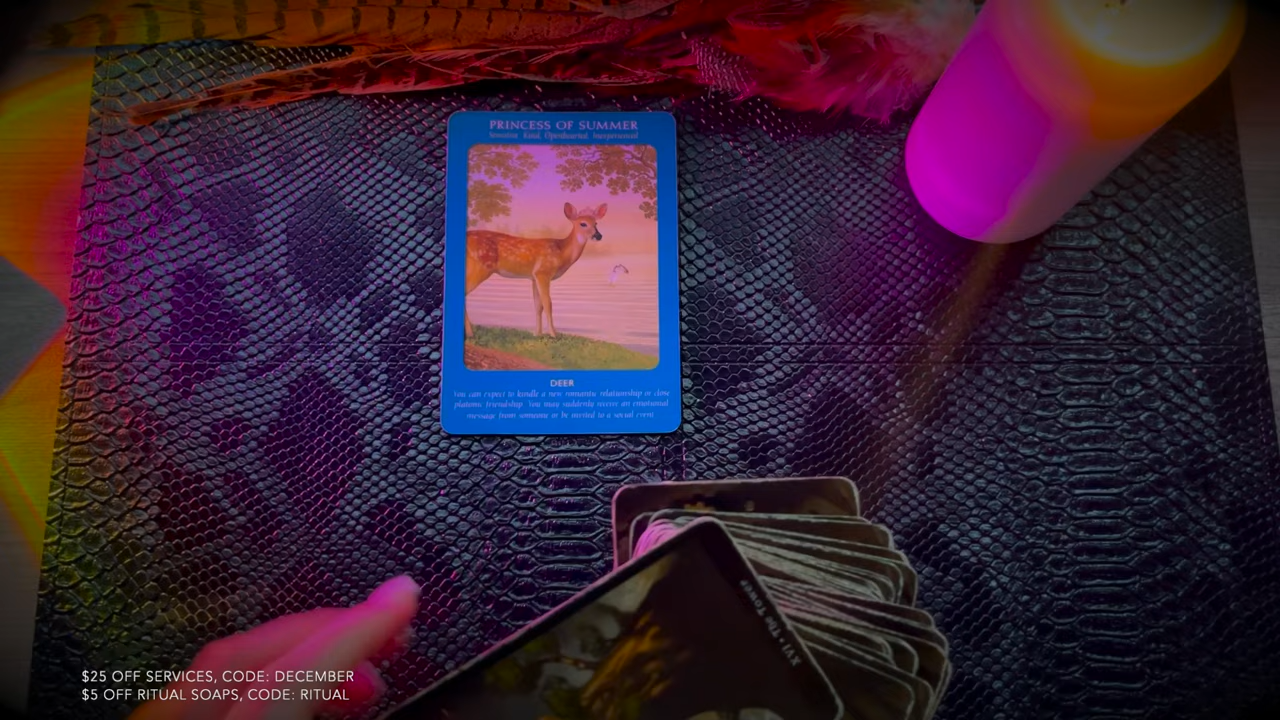 PRINCESS OF SUMMER
Sensitive Kind, Openhearted Inexperienced
DEER
You can expect to kindle a new romantic relationship or close
platonic friendship. You may suddenly receive an emotional
message from someone or be invited to a social event.
XVI The Tower
$25 OFF SERVICES, CODE: DECEMBER
$5 OFF RITUAL SOAPS, CODE: RITUAL